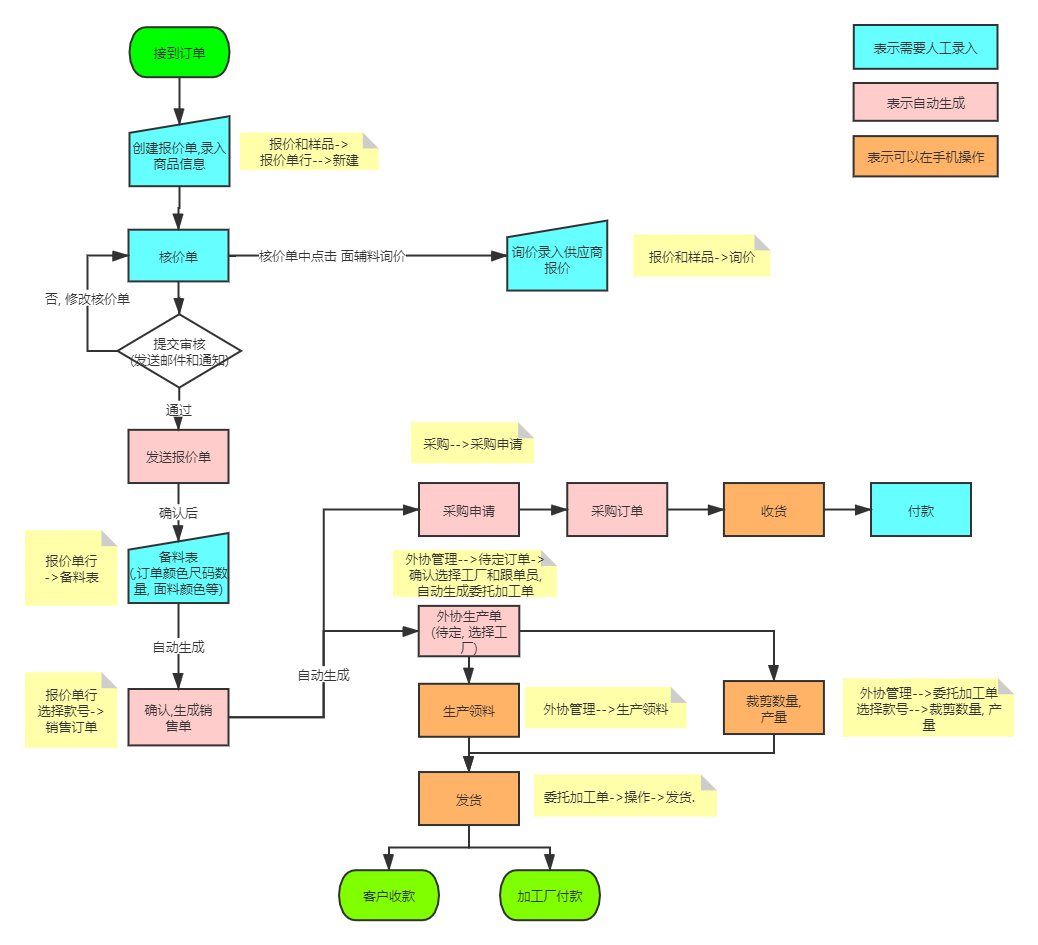 接到订单
表示需要人工录入
表示自动生成
表示可以在手机操作
创建报价单,录入
商品信息
报价和样品->
报价单行-->新建
核价单
核价单中点击 面辅料询价
询价录入供应商
报价
报价和样品->询价
否, 修改核价单
提交审核
(发送邮件和通知)
通过
发送报价单
确认后
采购-->采购申请
采购申请
采购订单
收货
付款
报价单行
->备料表
备料表
(,订单颜色尺码数
量, 面料颜色等)
外协管理-->待定订单->
确认选择工厂和跟单员,
自动生成委托加工单
外协生产单
(待定, 选择工
厂)
自动生成
自动生成
报价单行
选择款号->
销售订单
确认,生成销
售单
生产领料
外协管理-->生产领料
裁剪数量,
产量
外协管理-->委托加工单
选择款号-->裁剪数量, 产
量
发货
委托加工单->操作->发货.
客户收款
加工厂付款